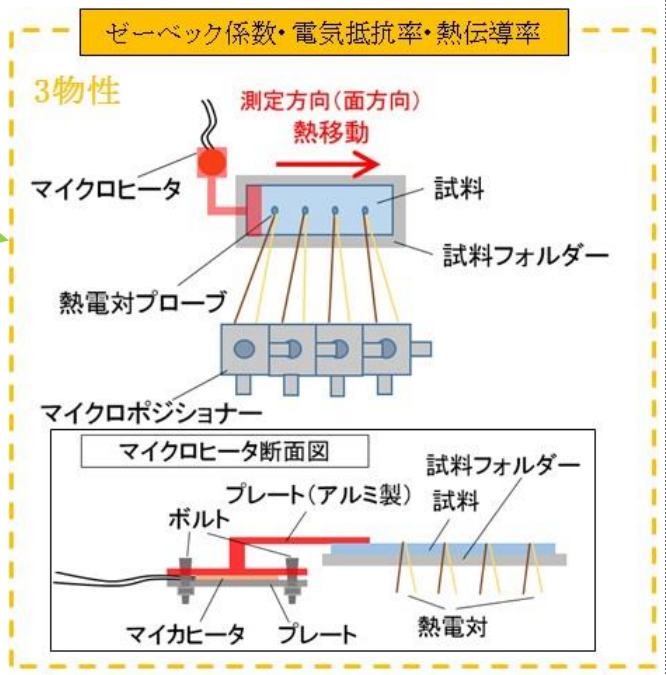 ゼーベック係数・電気抵抗率・熱伝導率
3物性
測定方向(面方向)
熱移動
マイクロヒータ
試料
試料フォルダー
熱電対プローブ
マイクロポジショナー
マイクロヒータ断面図
試料フォルダー
プレート(アルミ製)
試料
ボルト
マイカヒータ
プレート
熱電対